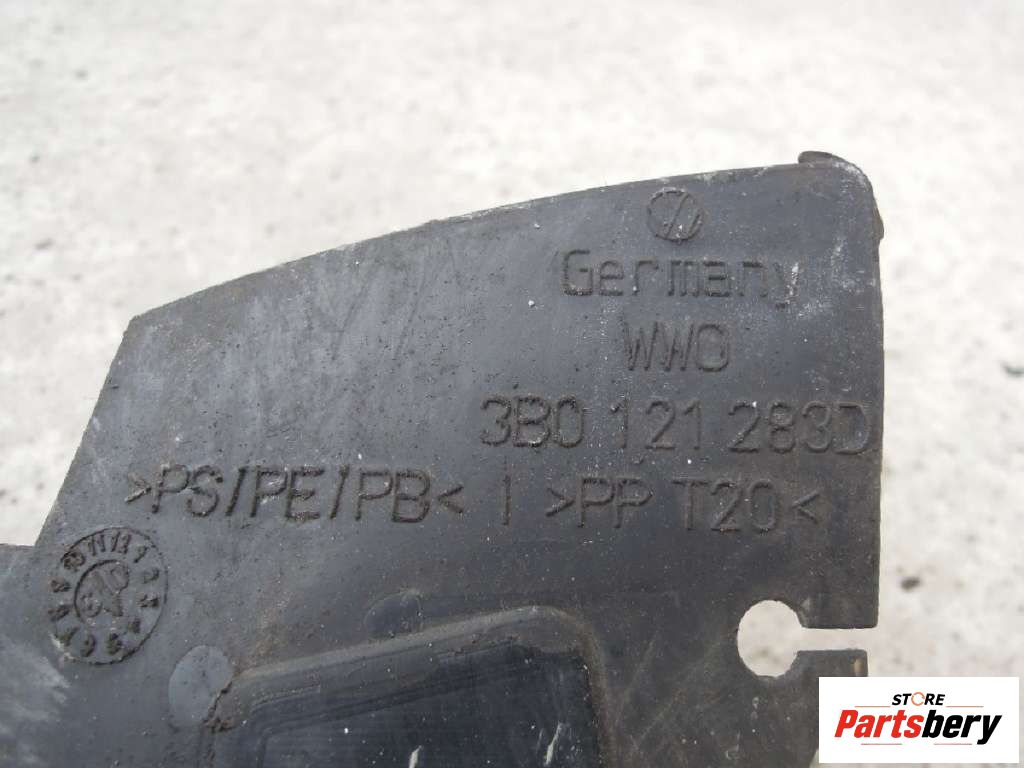 Germany
WWO
3B0 121 283D
>PS/PE/PB< / >PP T20<
STORE
Partsbery